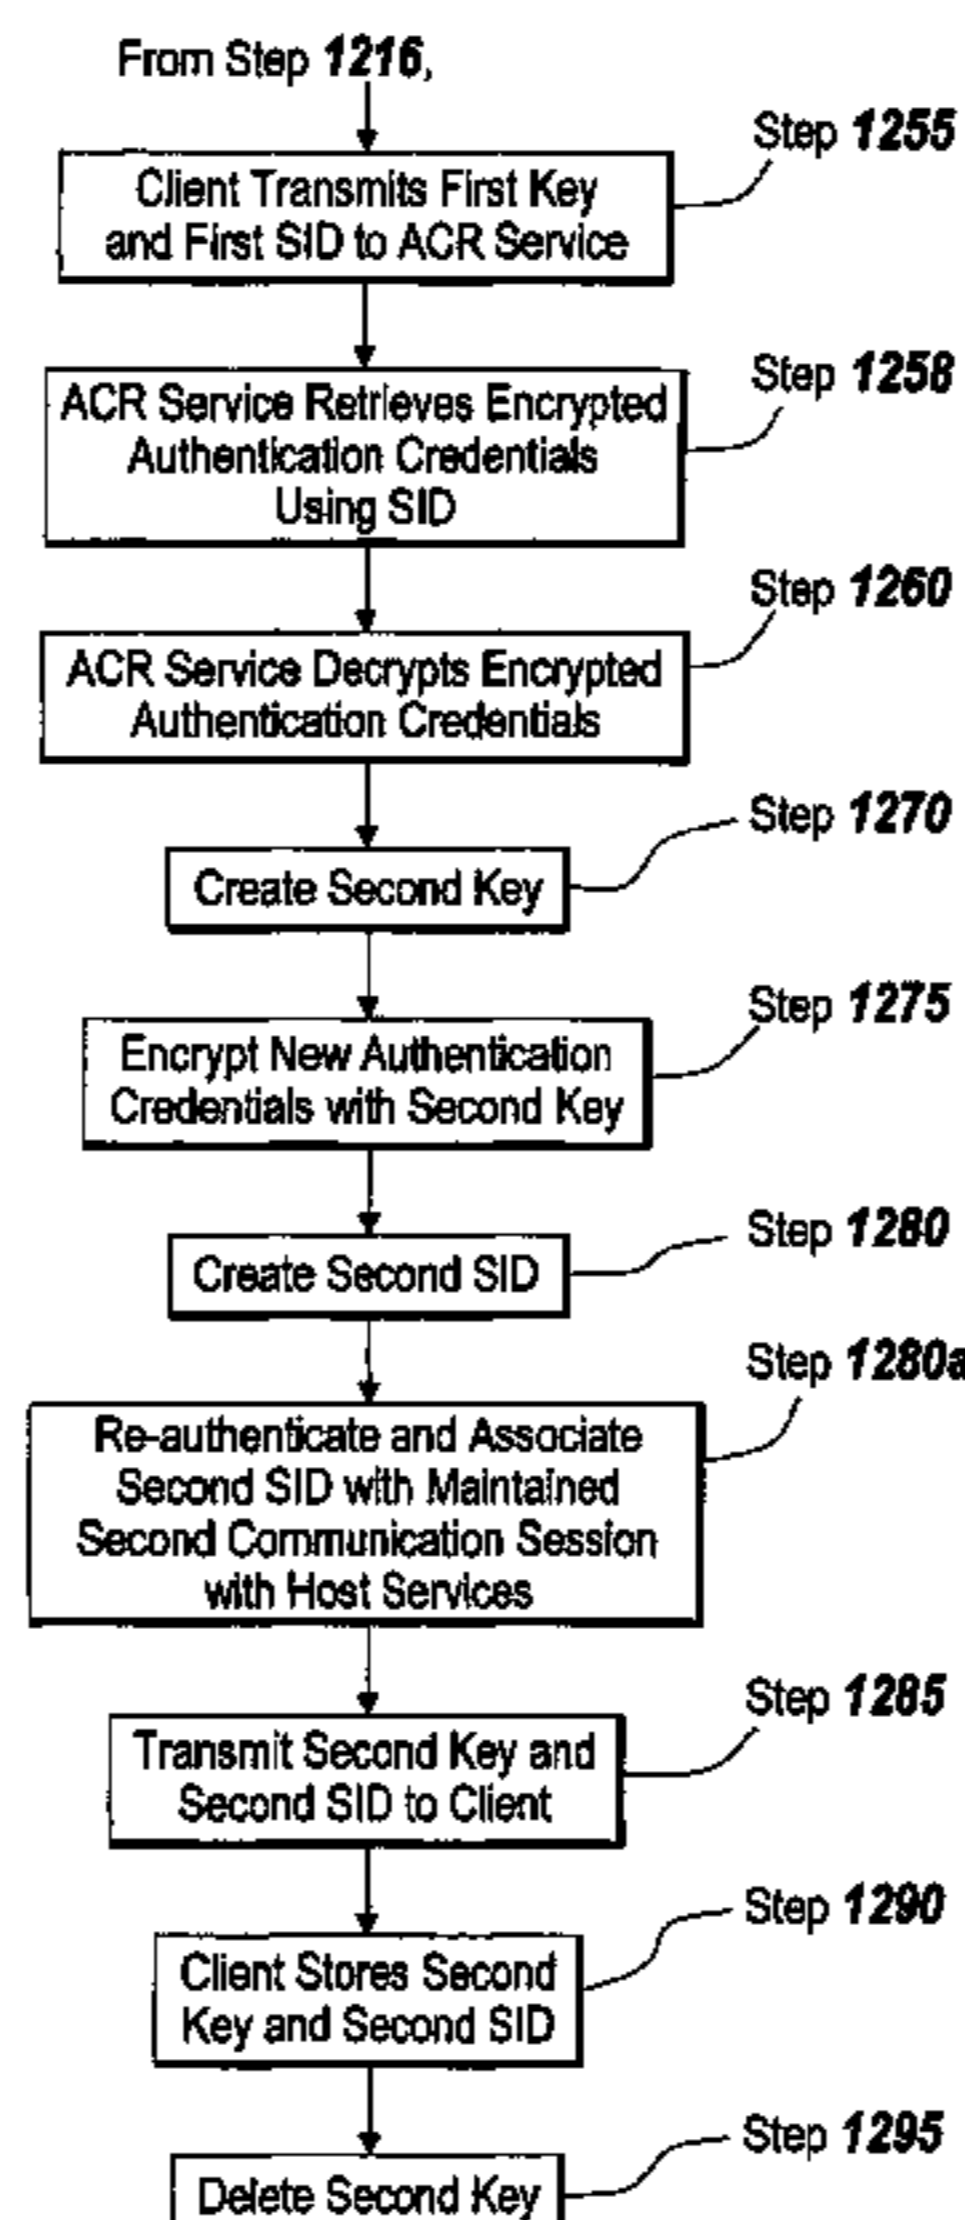 From Step 1216,
Step 1255
Client Transmits First Key
and First SID to ACR Service
Step 1258
ACR Service Retrieves Encrypted
Authentication Credentials
Using SID
Step 1260
ACR Service Decrypts Encrypted
Authentication Credentials
Step 1270
Create Second Key
Step 1275
Encrypt New Authentication
Credentials with Second Key
Step 1280
Create Second SID
Step 1280a
Re-authenticate and Associate
Second SID with Maintained
Second Communication Session
with Host Services
Step 1285
Transmit Second Key and
Second SID to Client
Step 1290
Client Stores Second
Key and Second SID
Step 1295
Delete Second Key